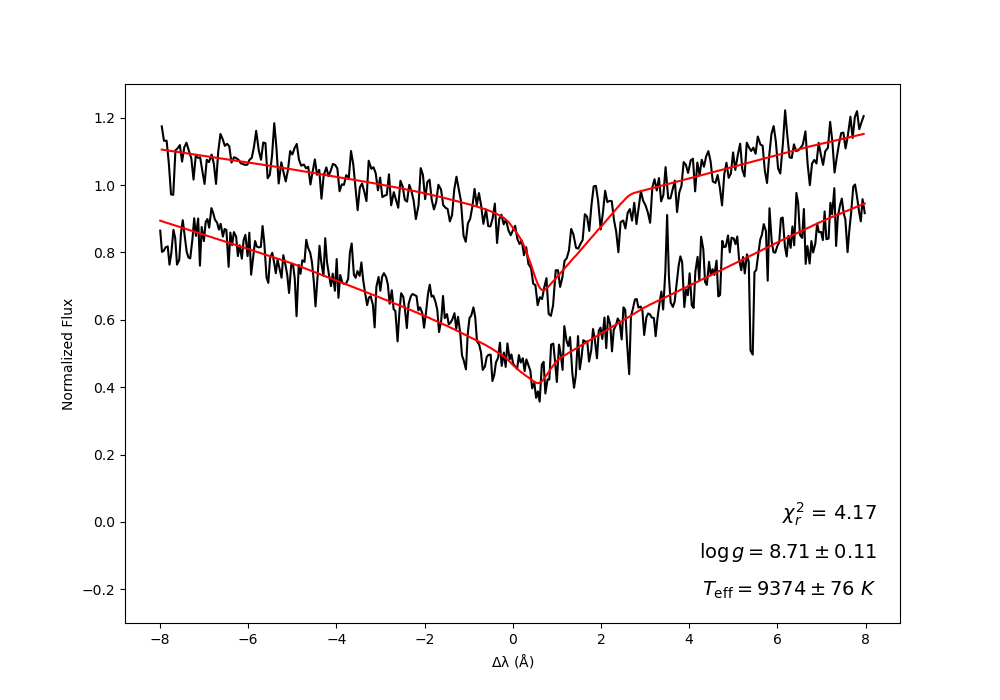 1.2
1.0
0.8
0.6
0.4
0.2
0.0
−0.2
Normalized Flux
χ²ᵣ = 4.17
log g = 8.71 ± 0.11
T_eff = 9374 ± 76 K
−8 −6 −4 −2 0 2 4 6 8
Δλ (Å)